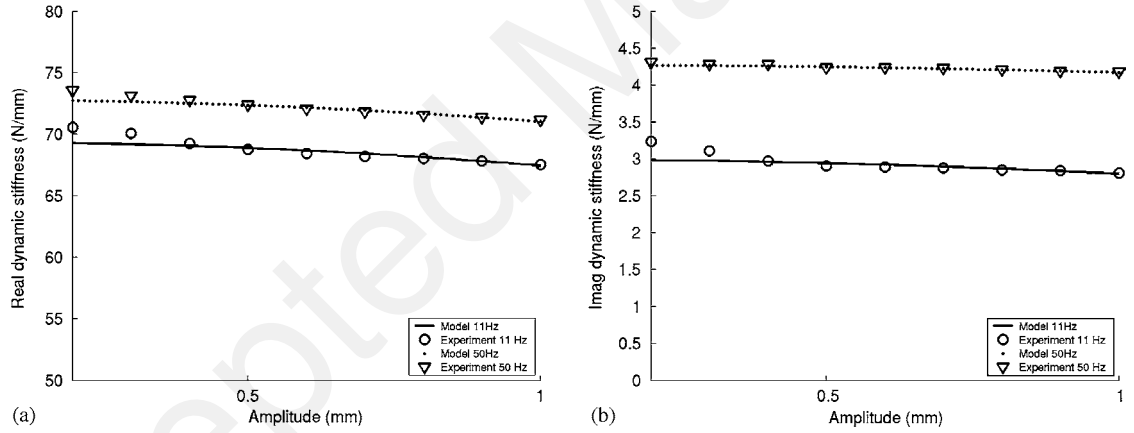 80
75
70
65
60
55
50
Real dynamic stiffness (N/mm)
0.5
1
Amplitude (mm)
(a)
Model 11Hz
Experiment 11 Hz
Model 50Hz
Experiment 50 Hz
5
4.5
4
3.5
3
2.5
2
1.5
1
0.5
0
Imag dynamic stiffness (N/mm)
0.5
1
Amplitude (mm)
(b)
Model 11Hz
Experiment 11 Hz
Model 50Hz
Experiment 50 Hz
epted Ma